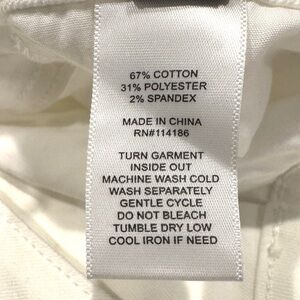 67% COTTON
31% POLYESTER
2% SPANDEX
MADE IN CHINA
RN#114186
TURN GARMENT
INSIDE OUT
MACHINE WASH COLD
WASH SEPARATELY
GENTLE CYCLE
DO NOT BLEACH
TUMBLE DRY LOW
COOL IRON IF NEED